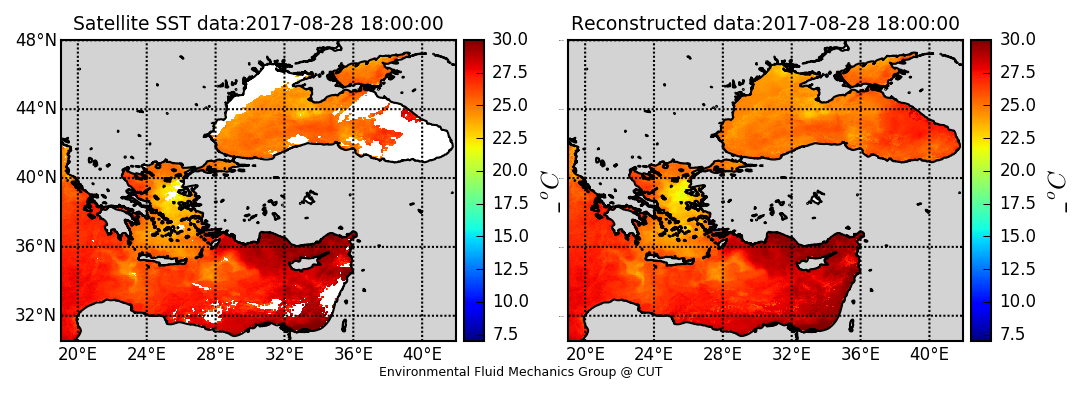 Satellite SST data:2017-08-28 18:00:00
48°N
44°N
40°N
36°N
32°N
20°E 24°E 28°E 32°E 36°E 40°E
30.0
27.5
25.0
22.5
20.0
17.5
15.0
12.5
10.0
7.5
_°C
Reconstructed data:2017-08-28 18:00:00
20°E 24°E 28°E 32°E 36°E 40°E
30.0
27.5
25.0
22.5
20.0
17.5
15.0
12.5
10.0
7.5
_°C
Environmental Fluid Mechanics Group @ CUT